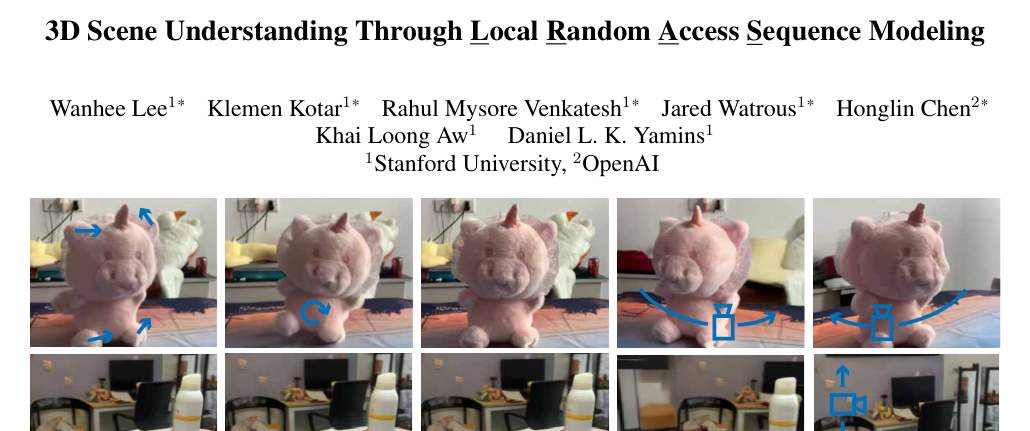 3D Scene Understanding Through Local Random Access Sequence Modeling
Wanhee Lee1* Klemen Kotar1* Rahul Mysore Venkatesh1* Jared Watrous1* Honglin Chen2*
Khai Loong Aw1 Daniel L. K. Yamins1
1Stanford University, 2OpenAI